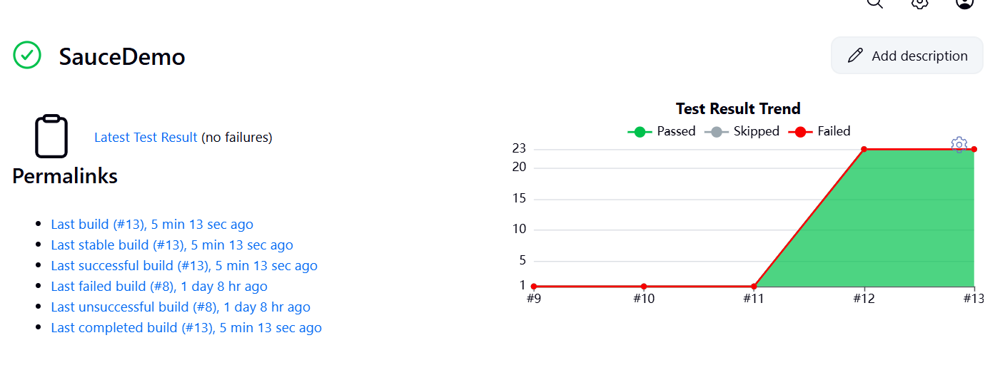 SauceDemo
Add description
Latest Test Result (no failures)
Permalinks
Last build (#13), 5 min 13 sec ago
Last stable build (#13), 5 min 13 sec ago
Last successful build (#13), 5 min 13 sec ago
Last failed build (#8), 1 day 8 hr ago
Last unsuccessful build (#8), 1 day 8 hr ago
Last completed build (#13), 5 min 13 sec ago
Test Result Trend
Passed Skipped Failed
23
20
15
10
5
1
#9 #10 #11 #12 #13